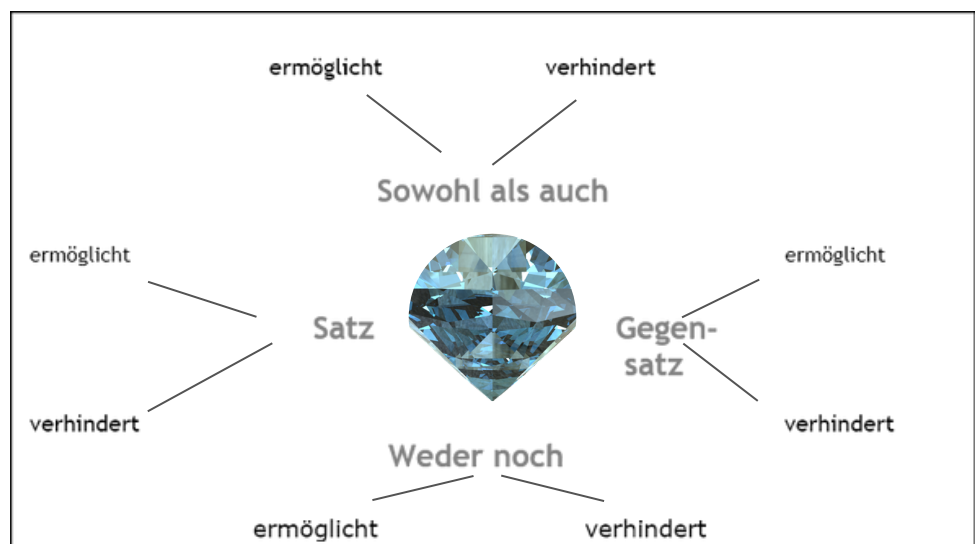 ermöglicht verhindert
Sowohl als auch
ermöglicht ermöglicht
Satz Gegen-
satz
verhindert verhindert
Weder noch
ermöglicht verhindert